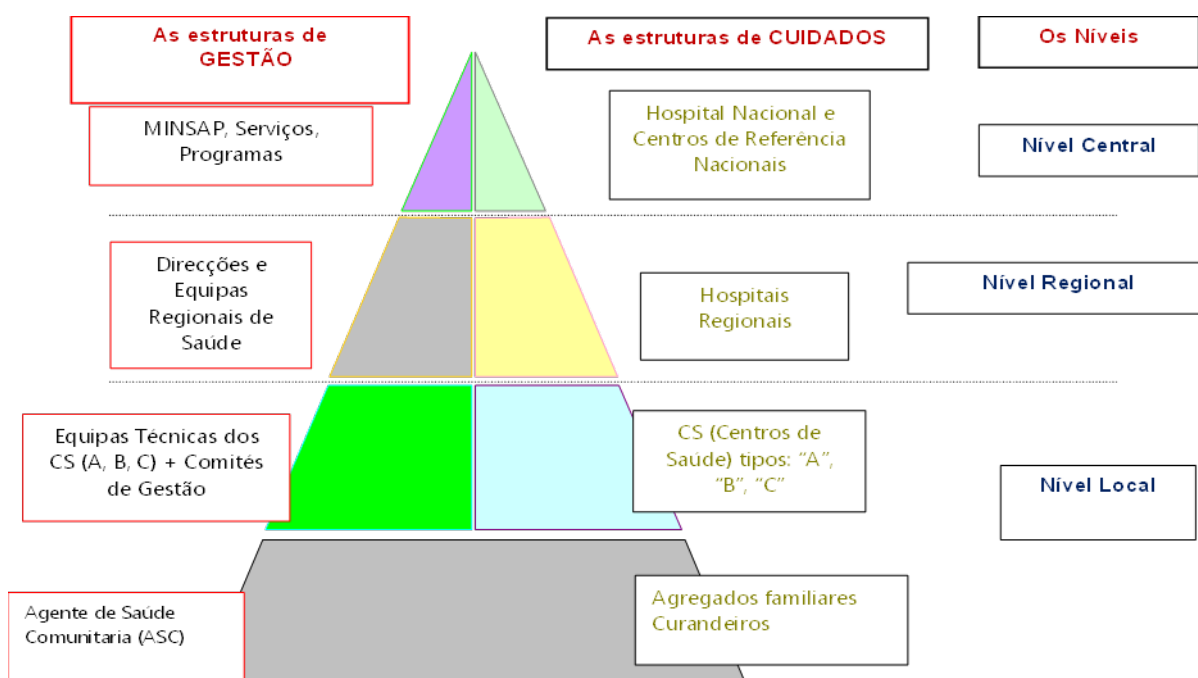 As estruturas de
GESTÃO
As estruturas de CUIDADOS
Os Níveis
MINSAP, Serviços,
Programas
Hospital Nacional e
Centros de Referência
Nacionais
Nível Central
Direcções e
Equipas
Regionais de
Saúde
Hospitais
Regionais
Nível Regional
Equipas Técnicas dos
CS (A, B, C) + Comités
de Gestão
CS (Centros de
Saúde) tipos: “A”,
“B”, “C”
Nível Local
Agente de Saúde
Comunitaria (ASC)
Agregados familiares
Curandeiros